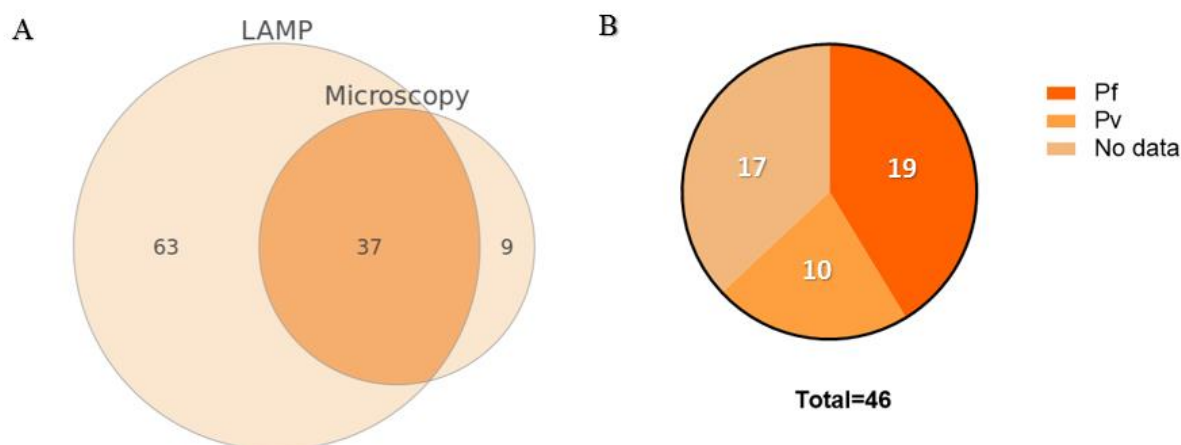 A
LAMP
Microscopy
63
37
9
B
17
19
10
Pf
Pv
No data
Total=46